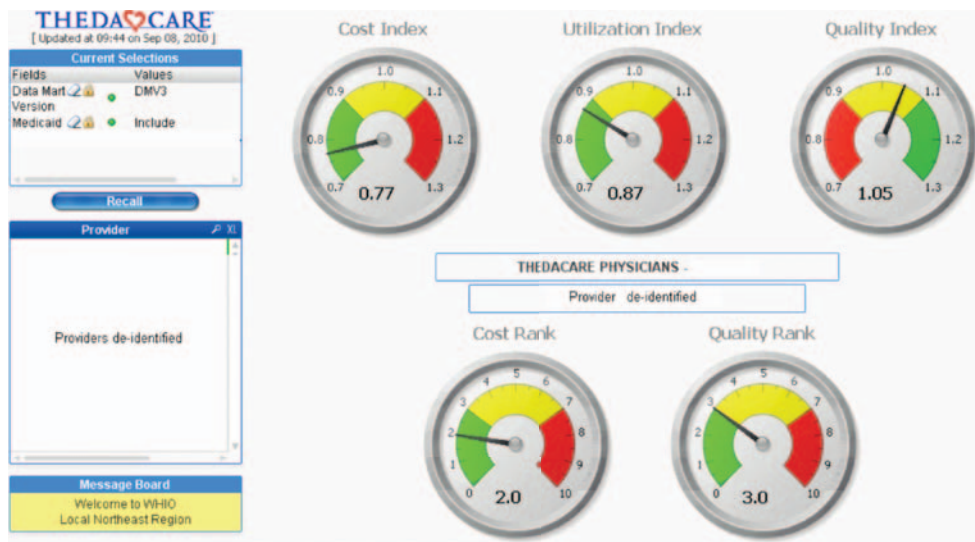 THEDACARE
[ Updated at 09:44 on Sep 08, 2010 ]
Current Selections
Fields Values
Data Mart DMV3
Version
Medicaid Include
Recall
Provider XL
Providers de-identified
Message Board
Welcome to WHIO
Local Northeast Region
Cost Index
0.7 0.8 0.9 1.0 1.1 1.2 1.3
0.77
Utilization Index
0.7 0.8 0.9 1.0 1.1 1.2 1.3
0.87
Quality Index
0.7 0.8 0.9 1.0 1.1 1.2 1.3
1.05
THEDACARE PHYSICIANS -
Provider de-identified
Cost Rank
0 1 2 3 4 5 6 7 8 9 10
2.0
Quality Rank
0 1 2 3 4 5 6 7 8 9 10
3.0